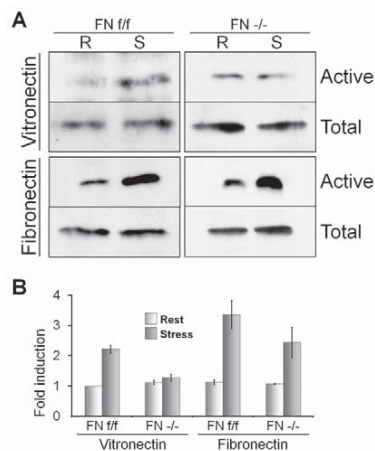 A
FN f/f FN -/-
R S R S
Vitronectin
Active
Total
Fibronectin
Active
Total
B
Fold induction
4
3
2
1
0
Rest
Stress
FN f/f FN -/- FN f/f FN -/-
Vitronectin Fibronectin